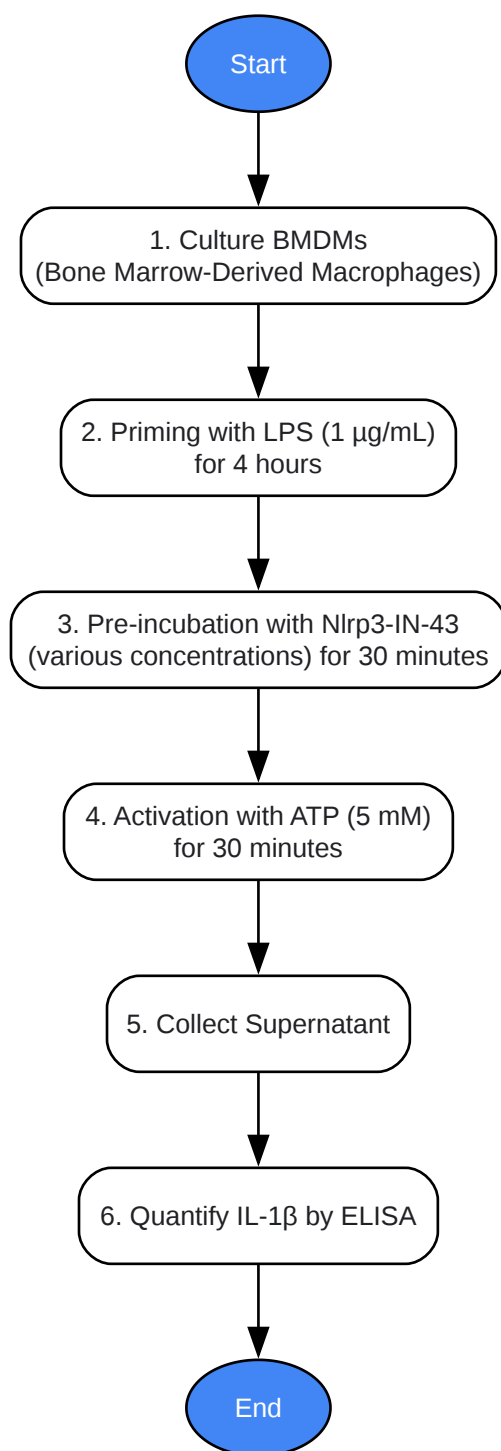 Start
1. Culture BMDMs
(Bone Marrow-Derived Macrophages)
2. Priming with LPS (1 µg/mL)
for 4 hours
3. Pre-incubation with Nlrp3-IN-43
(various concentrations) for 30 minutes
4. Activation with ATP (5 mM)
for 30 minutes
5. Collect Supernatant
6. Quantify IL-1β by ELISA
End